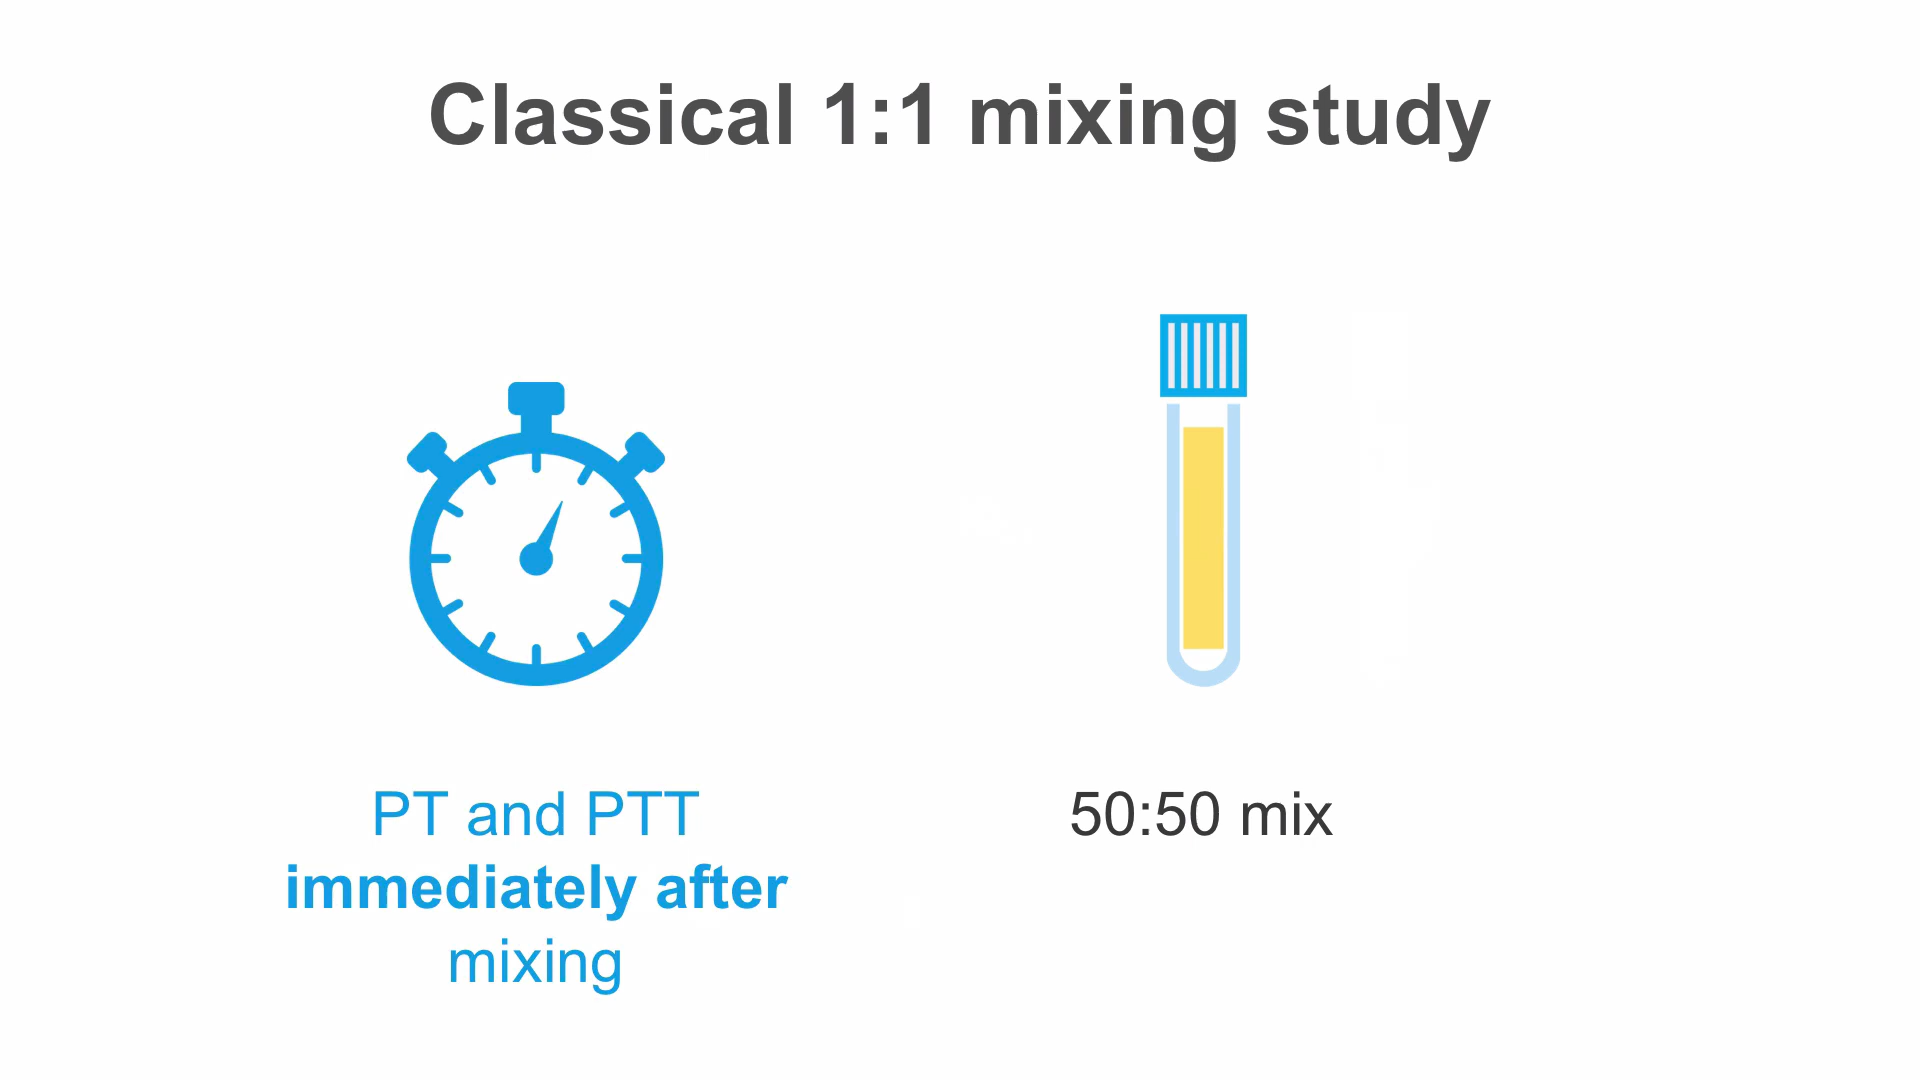 Classical 1:1 mixing study
PT and PTT
immediately after
mixing
50:50 mix